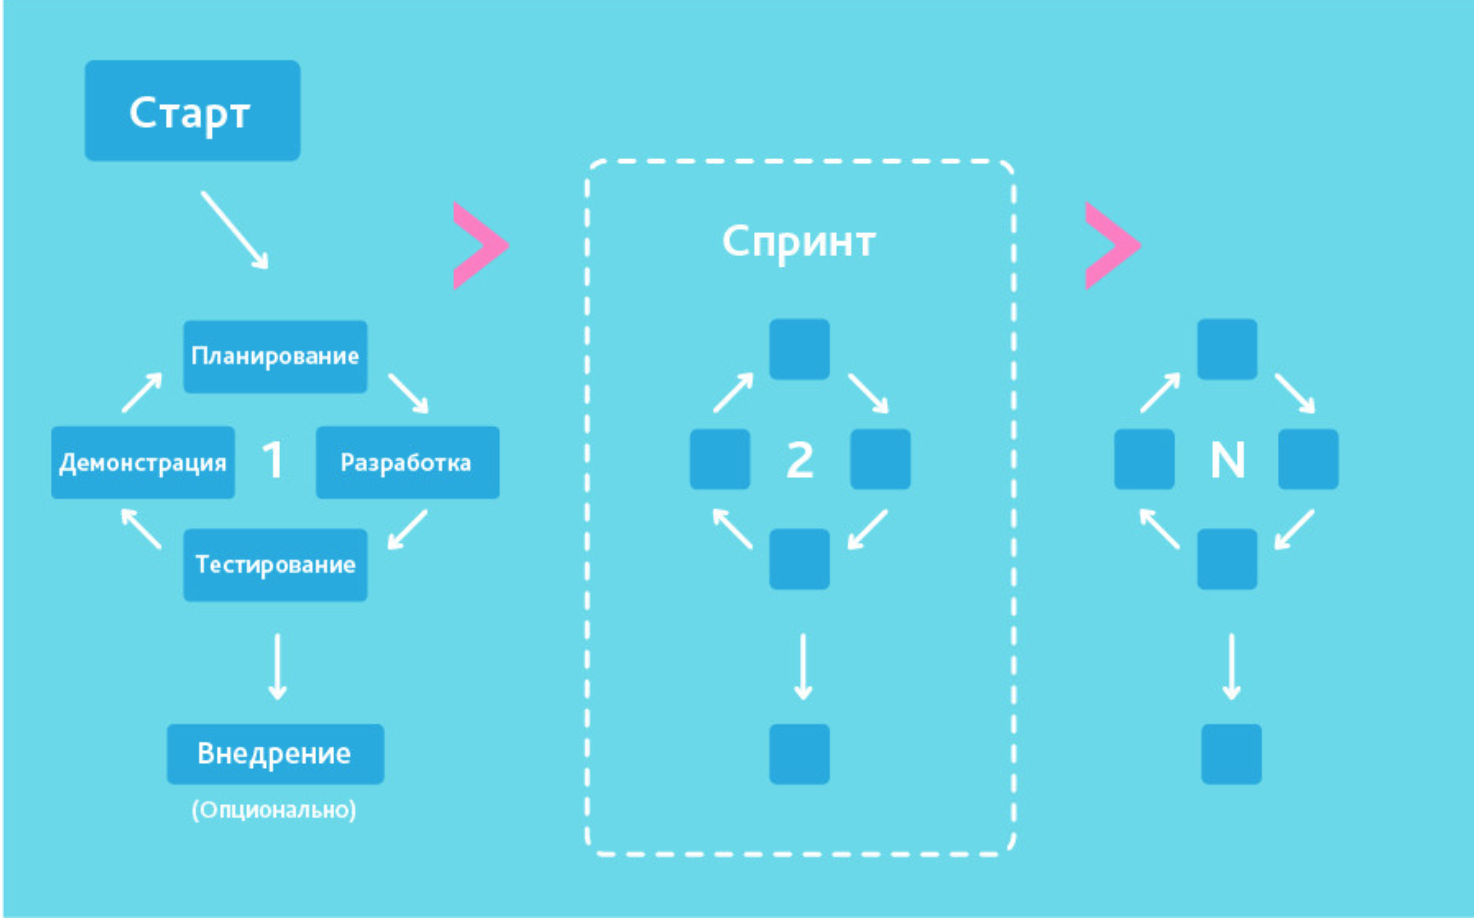 Старт
Планирование
Демонстрация
1
Разработка
Тестирование
Внедрение
(Опционально)
Спринт
2
N